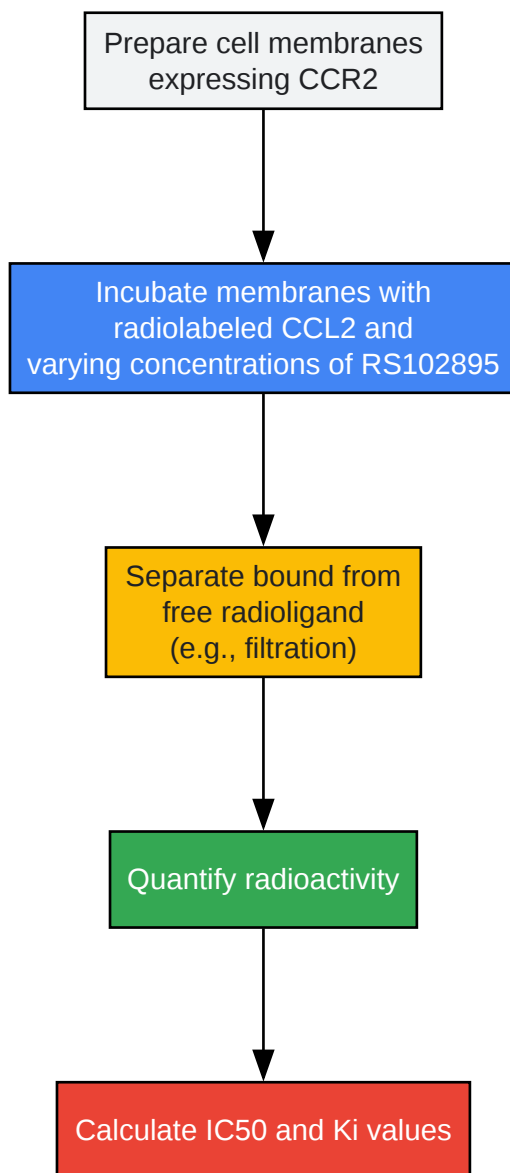 Prepare cell membranes
expressing CCR2
Incubate membranes with
radiolabeled CCL2 and
varying concentrations of RS102895
Separate bound from
free radioligand
(e.g., filtration)
Quantify radioactivity
Calculate IC50 and Ki values